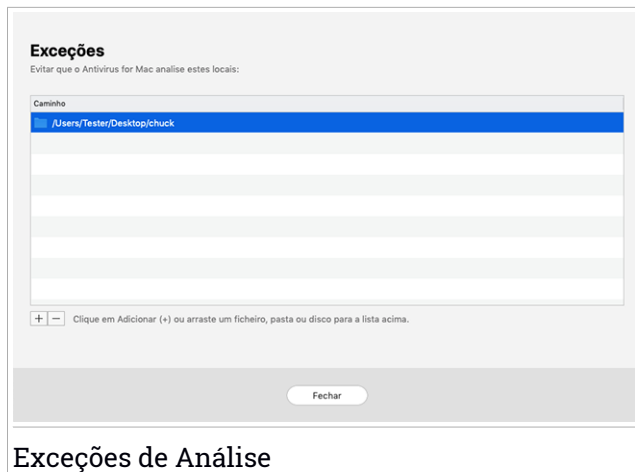 Exceções
Evitar que o Antivirus for Mac analise estes locais:
Caminho
/Users/Tester/Desktop/chuck
+ − Clique em Adicionar (+) ou arraste um ficheiro, pasta ou disco para a lista acima.
Fechar
Exceções de Análise